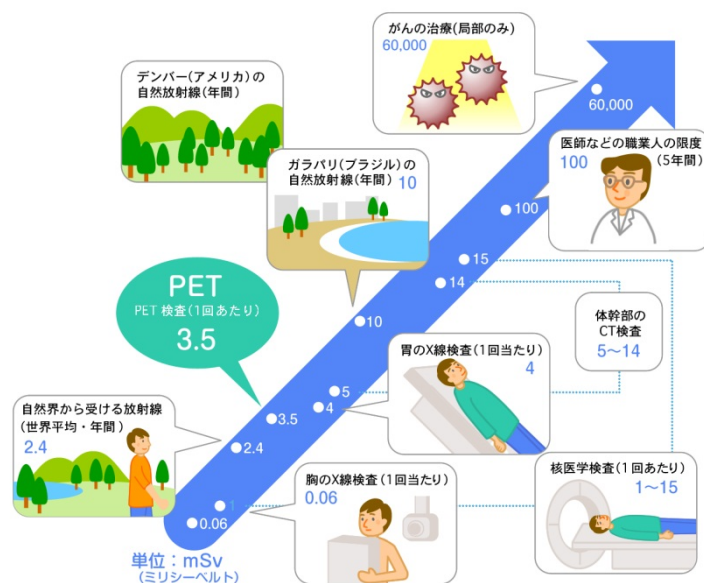 がんの治療(局部のみ)
60,000
60,000
デンバー(アメリカ)の
自然放射線(年間)
医師などの職業人の限度
100 (5年間)
100
ガラパリ(ブラジル)の
自然放射線(年間) 10
15
14
PET
PET 検査(1回あたり)
3.5
10
体幹部の
CT検査
5〜14
胃のX線検査(1回当たり)
4
5
4
3.5
自然界から受ける放射線
(世界平均・年間)
2.4
2.4
胸のX線検査(1回当たり)
0.06
核医学検査(1回あたり)
1〜15
1
0.06
単位:mSv
(ミリシーベルト)